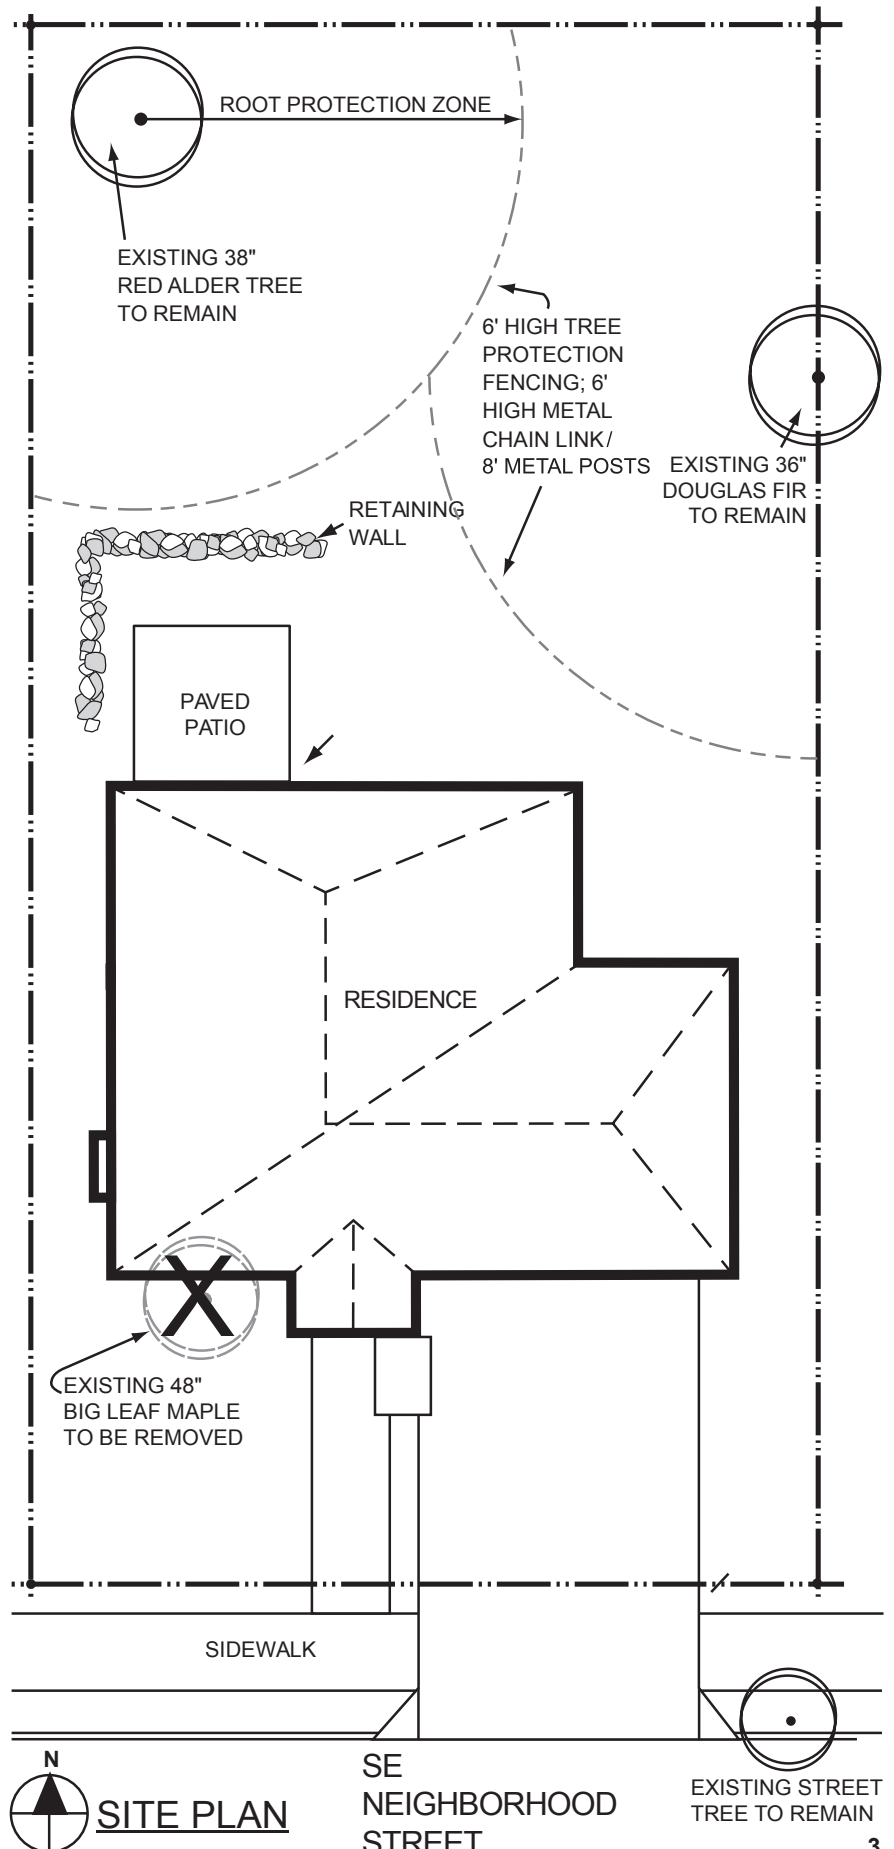 ROOT PROTECTION ZONE
EXISTING 38"
RED ALDER TREE
TO REMAIN
6' HIGH TREE
PROTECTION
FENCING; 6'
HIGH METAL
CHAIN LINK/
8' METAL POSTS
EXISTING 36"
DOUGLAS FIR
TO REMAIN
RETAINING
WALL
PAVED
PATIO
RESIDENCE
EXISTING 48"
BIG LEAF MAPLE
TO BE REMOVED
SIDEWALK
N
SITE PLAN
SE
NEIGHBORHOOD
STREET
EXISTING STREET
TREE TO REMAIN
3